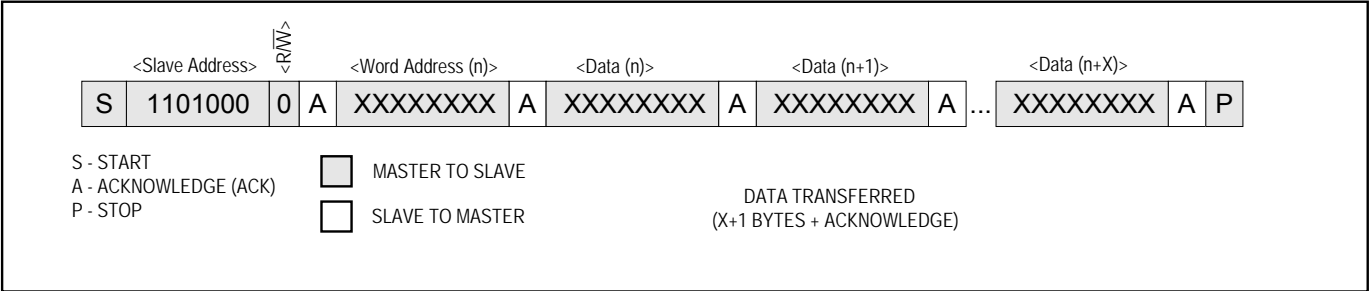 <Slave Address> <R/W̅> <Word Address (n)> <Data (n)> <Data (n+1)> <Data (n+X)>
S 1101000 0 A XXXXXXXX A XXXXXXXX A XXXXXXXX A ... XXXXXXXX A P
S - START
A - ACKNOWLEDGE (ACK)
P - STOP
MASTER TO SLAVE
SLAVE TO MASTER
DATA TRANSFERRED
(X+1 BYTES + ACKNOWLEDGE)